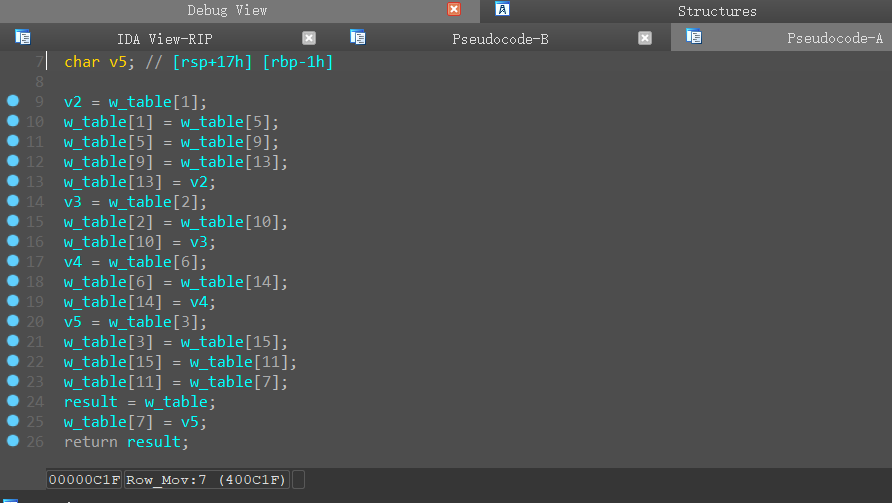 Debug View
Structures
IDA View-RIP
Pseudocode-B
Pseudocode-A
7 char v5; // [rsp+17h] [rbp-1h]
8
9 v2 = w_table[1];
10 w_table[1] = w_table[5];
11 w_table[5] = w_table[9];
12 w_table[9] = w_table[13];
13 w_table[13] = v2;
14 v3 = w_table[2];
15 w_table[2] = w_table[10];
16 w_table[10] = v3;
17 v4 = w_table[6];
18 w_table[6] = w_table[14];
19 w_table[14] = v4;
20 v5 = w_table[3];
21 w_table[3] = w_table[15];
22 w_table[15] = w_table[11];
23 w_table[11] = w_table[7];
24 result = w_table;
25 w_table[7] = v5;
26 return result;
00000C1F Row_Mov:7 (400C1F)